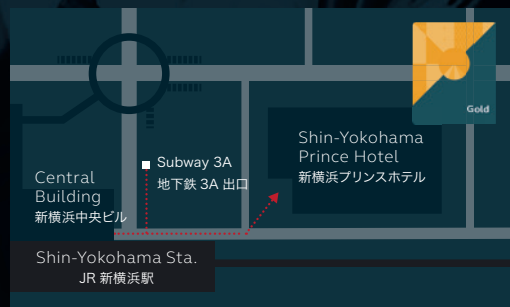 Gold
Shin-Yokohama
Prince Hotel
新横浜プリンスホテル
Subway 3A
地下鉄 3A 出口
Central
Building
新横浜中央ビル
Shin-Yokohama Sta.
JR 新横浜駅